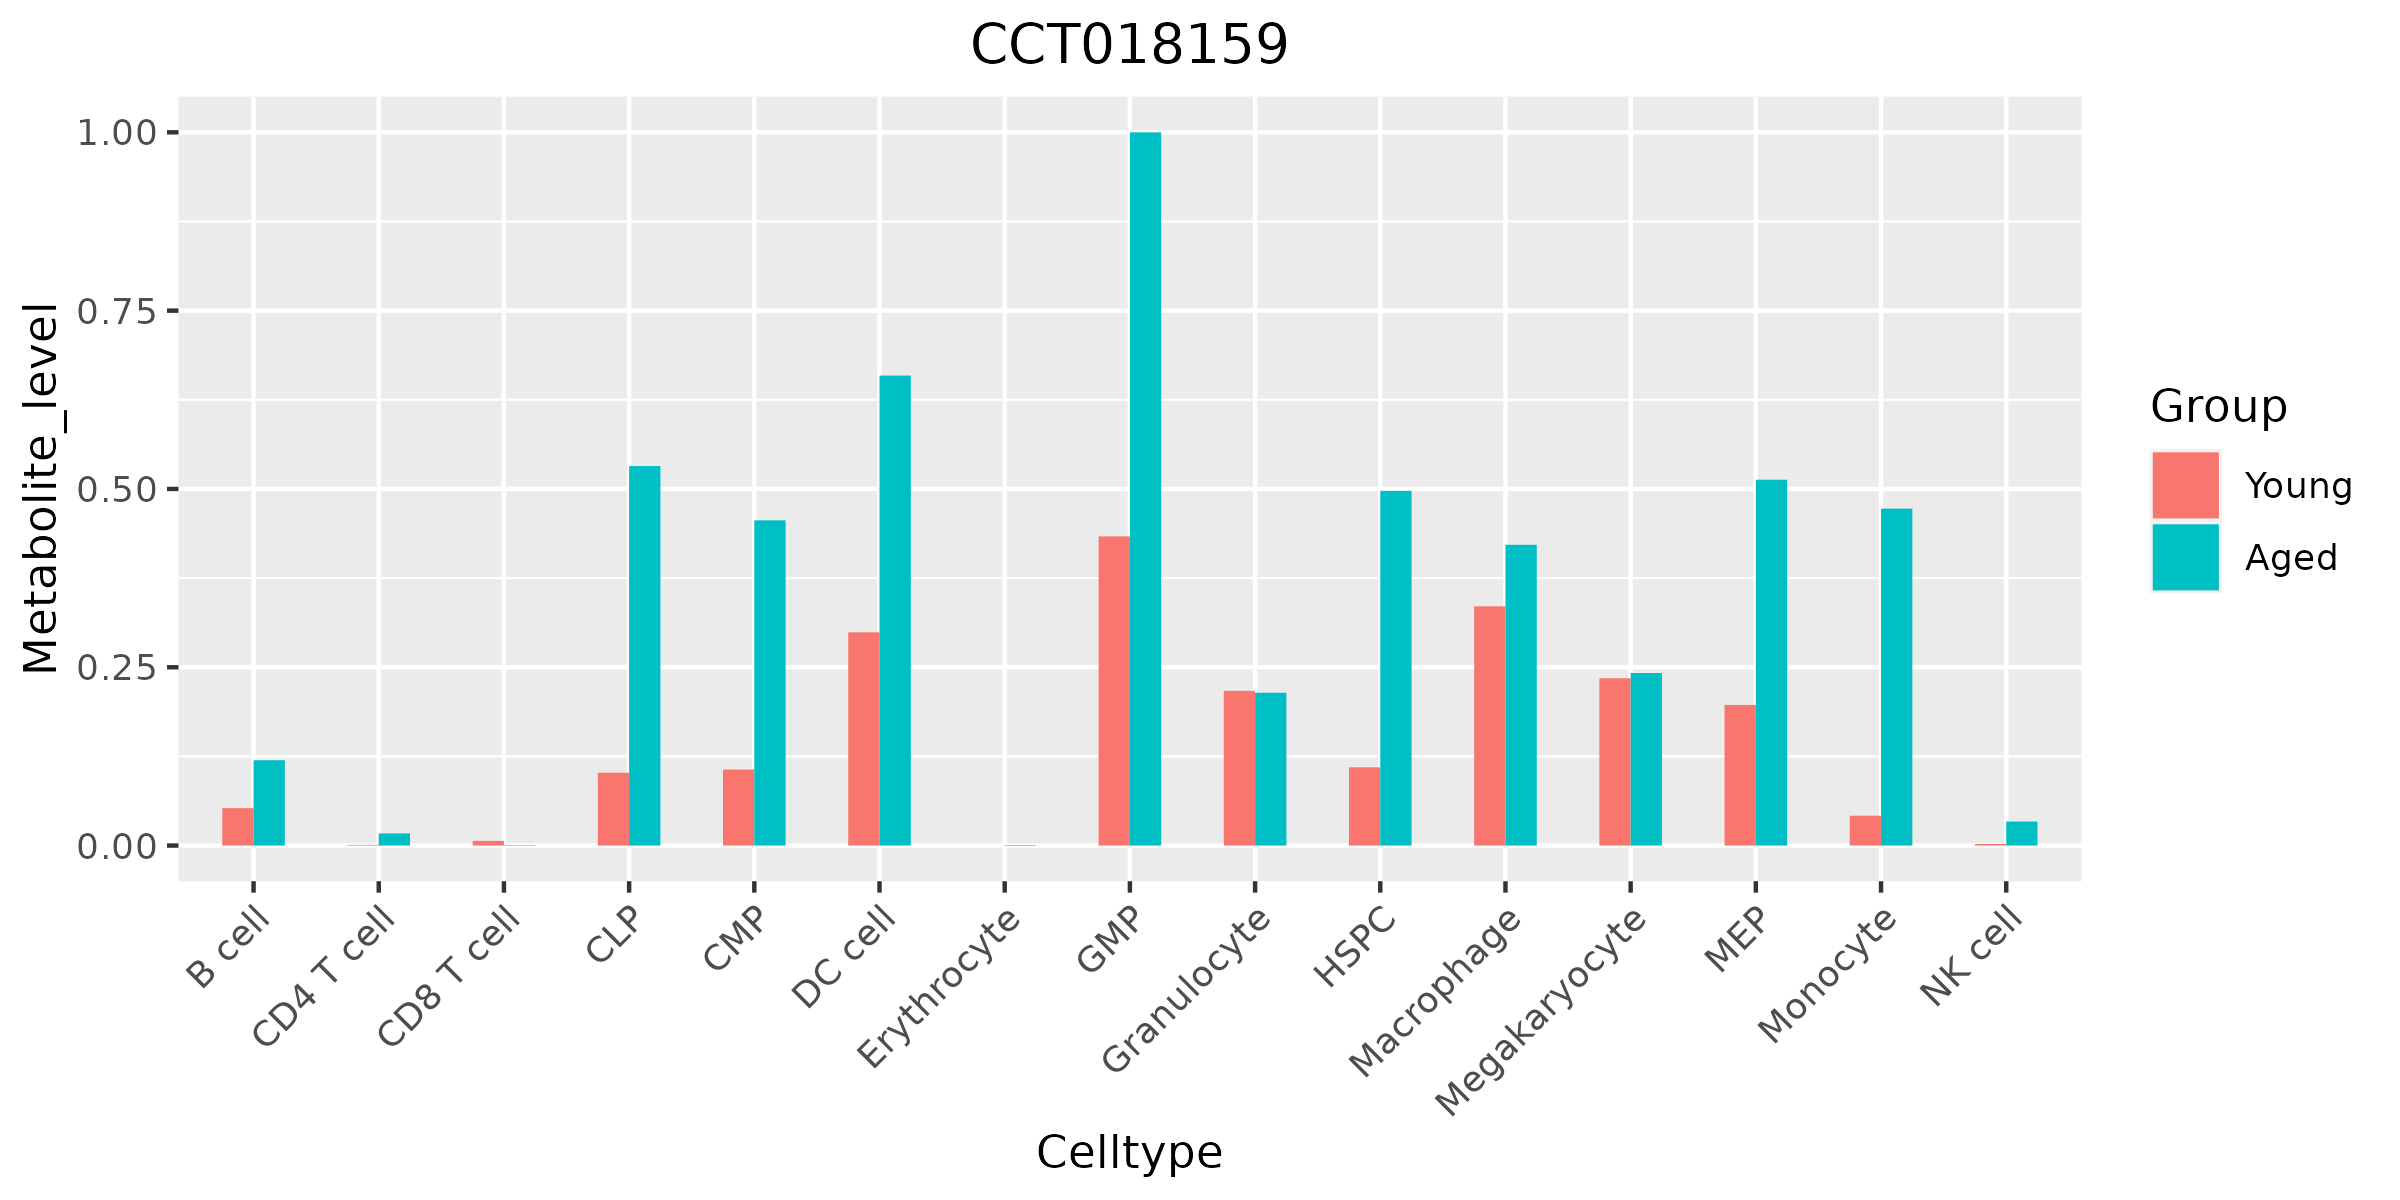 CCT018159
Metabolite_level
1.00
0.75
0.50
0.25
0.00
B cell
CD4 T cell
CD8 T cell
CLP
CMP
DC cell
Erythrocyte
GMP
Granulocyte
HSPC
Macrophage
Megakaryocyte
MEP
Monocyte
NK cell
Celltype
Group
Young
Aged